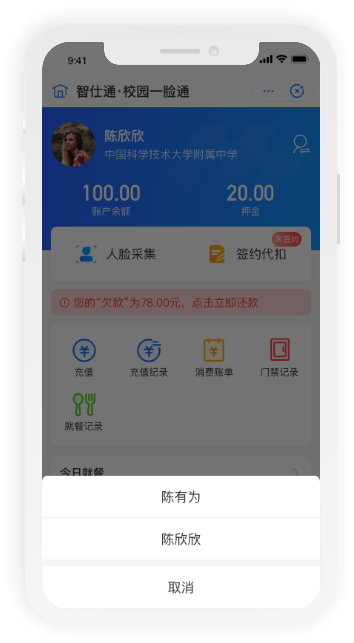 9:41
智仕通·校园一脸通
陈欣欣
中国科学技术大学附属中学
100.00
20.00
账户余额
押金
人脸采集
签约代扣
未签约
您的“欠款”为78.00元，点击立即还款
充值
充值纪录
消费账单
门禁记录
就餐记录
今日就餐
陈有为
陈欣欣
取消